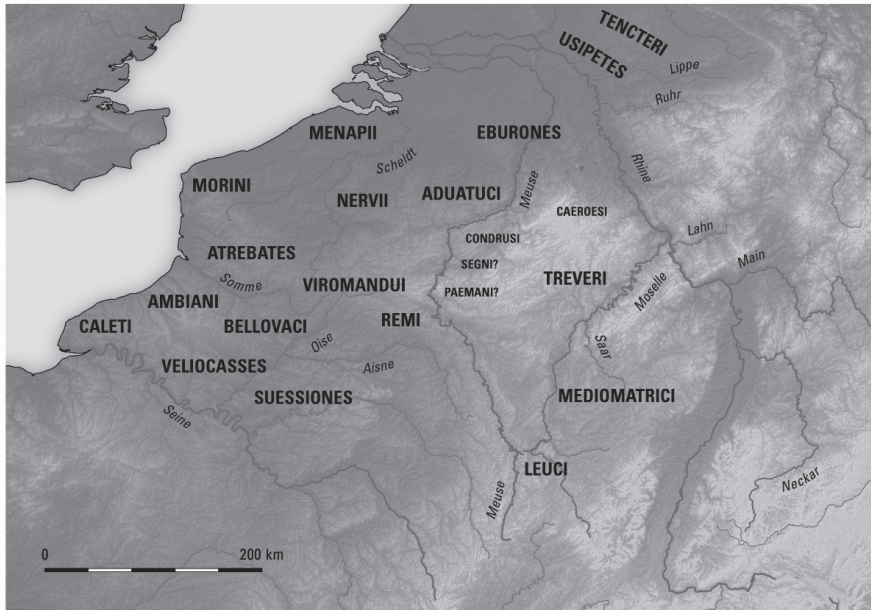 TENCTERI
USIPETES
Lippe
Ruhr
MENAPII
EBURONES
Scheldt
Meuse
Rhine
MORINI
NERVII
ADUATUCI
CAEROESI
CONDRUSI
Lahn
ATREBATES
SEGNI?
Main
Somme
VIROMANDUI
TREVERI
Moselle
PAEMANI?
AMBIANI
CALETI
BELLOVACI
REMI
Oise
Saar
VELIOCASSES
Aisne
SUESSIONES
MEDIOMATRICI
Seine
LEUCI
Meuse
Neckar
0 200 km